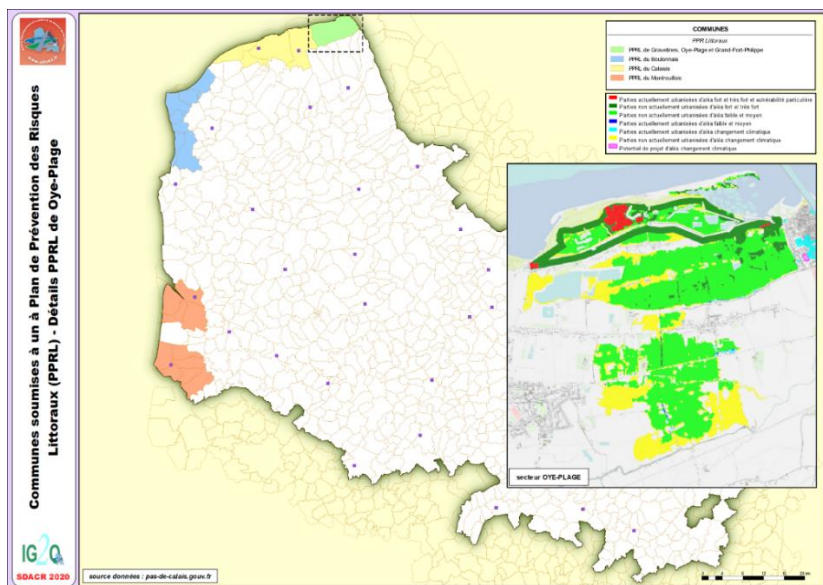 Communes soumises à un à Plan de Prévention des Risques
Littoraux (PPRL) - Détails PPRL de Oye-Plage
IG2O
SDACR 2020
COMMUNES
PPR Littoraux
PPRL de Gravelines, Oye-Plage et Grand-Fort-Philippe
PPRL du Boulonnais
PPRL du Calaisis
PPRL du Montreuillois
Parties actuellement urbanisées d'aléa fort et très fort et vulnérabilité particulière
Parties non actuellement urbanisées d'aléa fort et très fort
Parties non actuellement urbanisées d'aléa faible et moyen
Parties actuellement urbanisées d'aléa faible et moyen
Parties actuellement urbanisées d'aléa changement climatique
Parties non actuellement urbanisées d'aléa changement climatique
Potentiel de projet d'aléa changement climatique
secteur OYE-PLAGE
source données : pas-de-calais.gouv.fr